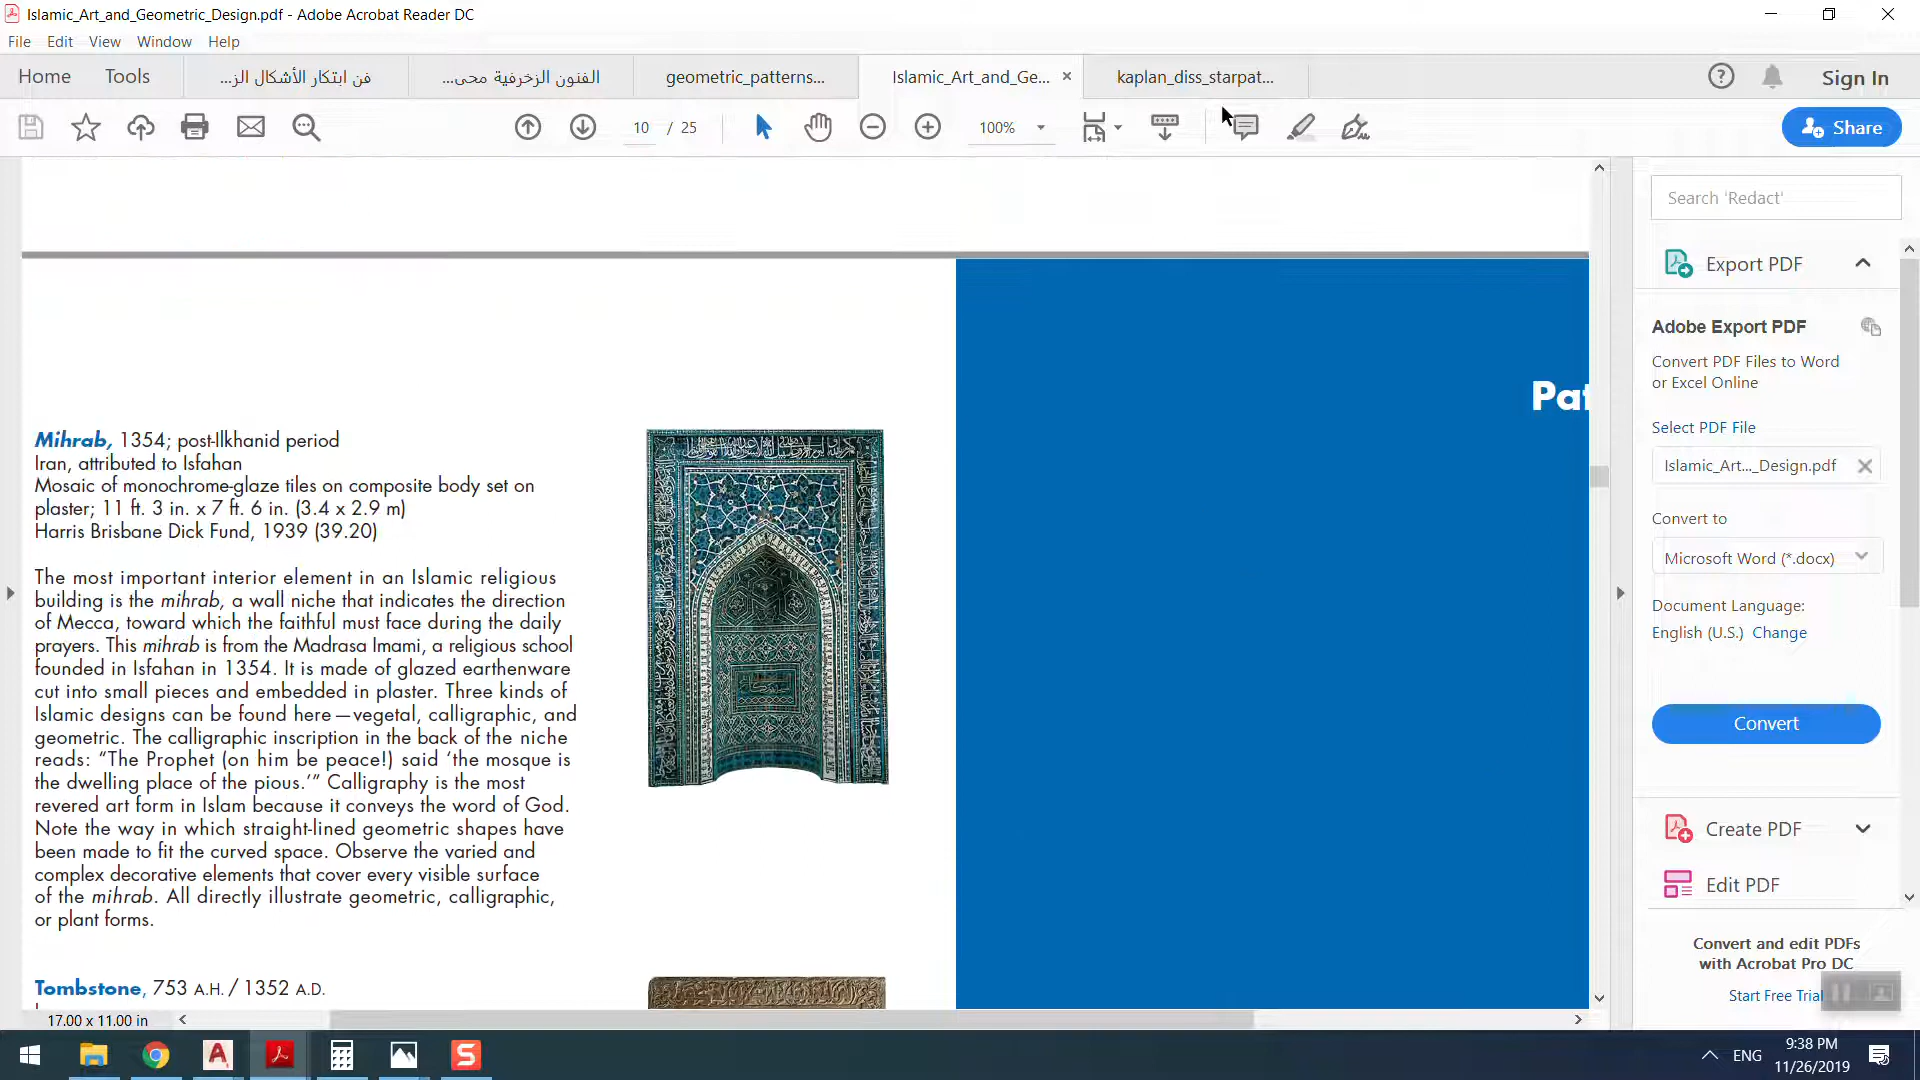 Islamic_Art_and_Geometric_Design.pdf - Adobe Acrobat Reader DC
File Edit View Window Help
Home Tools فن ابتكار الأشكال الز... الفنون الزخرفية محى... geometric_patterns... Islamic_Art_and_Ge... kaplan_diss_starpat... Sign In
10 / 25 100% Share
Search 'Redact'
Export PDF
Adobe Export PDF
Convert PDF Files to Word
or Excel Online
Select PDF File
Islamic_Art..._Design.pdf
Convert to
Microsoft Word (*.docx)
Document Language:
English (U.S.) Change
Convert
Create PDF
Edit PDF
Convert and edit PDFs
with Acrobat Pro DC
Start Free Trial
Pat
Mihrab, 1354; post-Ilkhanid period
Iran, attributed to Isfahan
Mosaic of monochrome-glaze tiles on composite body set on
plaster; 11 ft. 3 in. x 7 ft. 6 in. (3.4 x 2.9 m)
Harris Brisbane Dick Fund, 1939 (39.20)
The most important interior element in an Islamic religious
building is the mihrab, a wall niche that indicates the direction
of Mecca, toward which the faithful must face during the daily
prayers. This mihrab is from the Madrasa Imami, a religious school
founded in Isfahan in 1354. It is made of glazed earthenware
cut into small pieces and embedded in plaster. Three kinds of
Islamic designs can be found here—vegetal, calligraphic, and
geometric. The calligraphic inscription in the back of the niche
reads: “The Prophet (on him be peace!) said ‘the mosque is
the dwelling place of the pious.’” Calligraphy is the most
revered art form in Islam because it conveys the word of God.
Note the way in which straight-lined geometric shapes have
been made to fit the curved space. Observe the varied and
complex decorative elements that cover every visible surface
of the mihrab. All directly illustrate geometric, calligraphic,
or plant forms.
Tombstone, 753 A.H. / 1352 A.D.
17.00 x 11.00 in
ENG
9:38 PM
11/26/2019